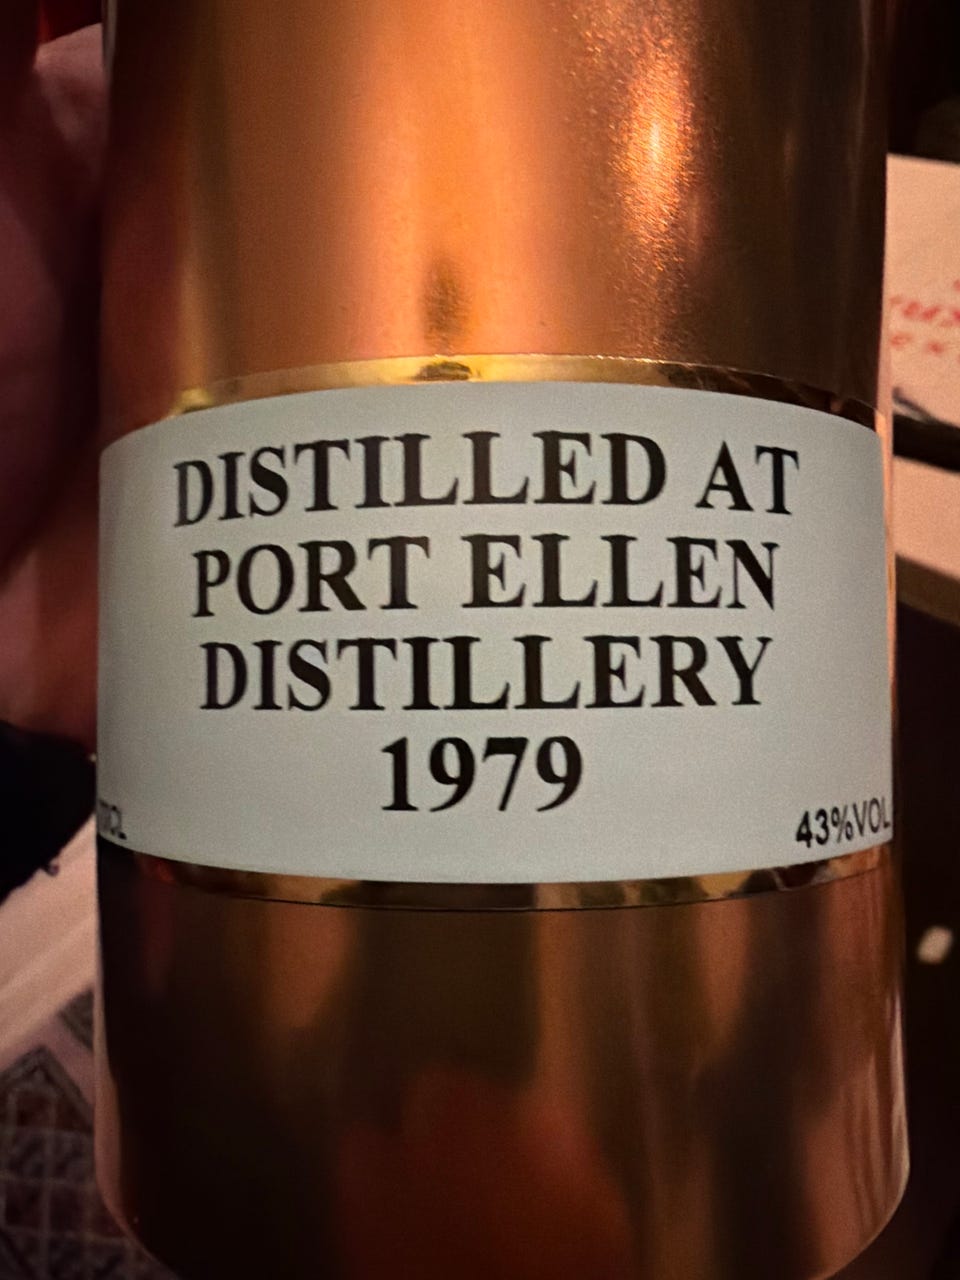 DISTILLED AT
PORT ELLEN
DISTILLERY
1979
43%VOL